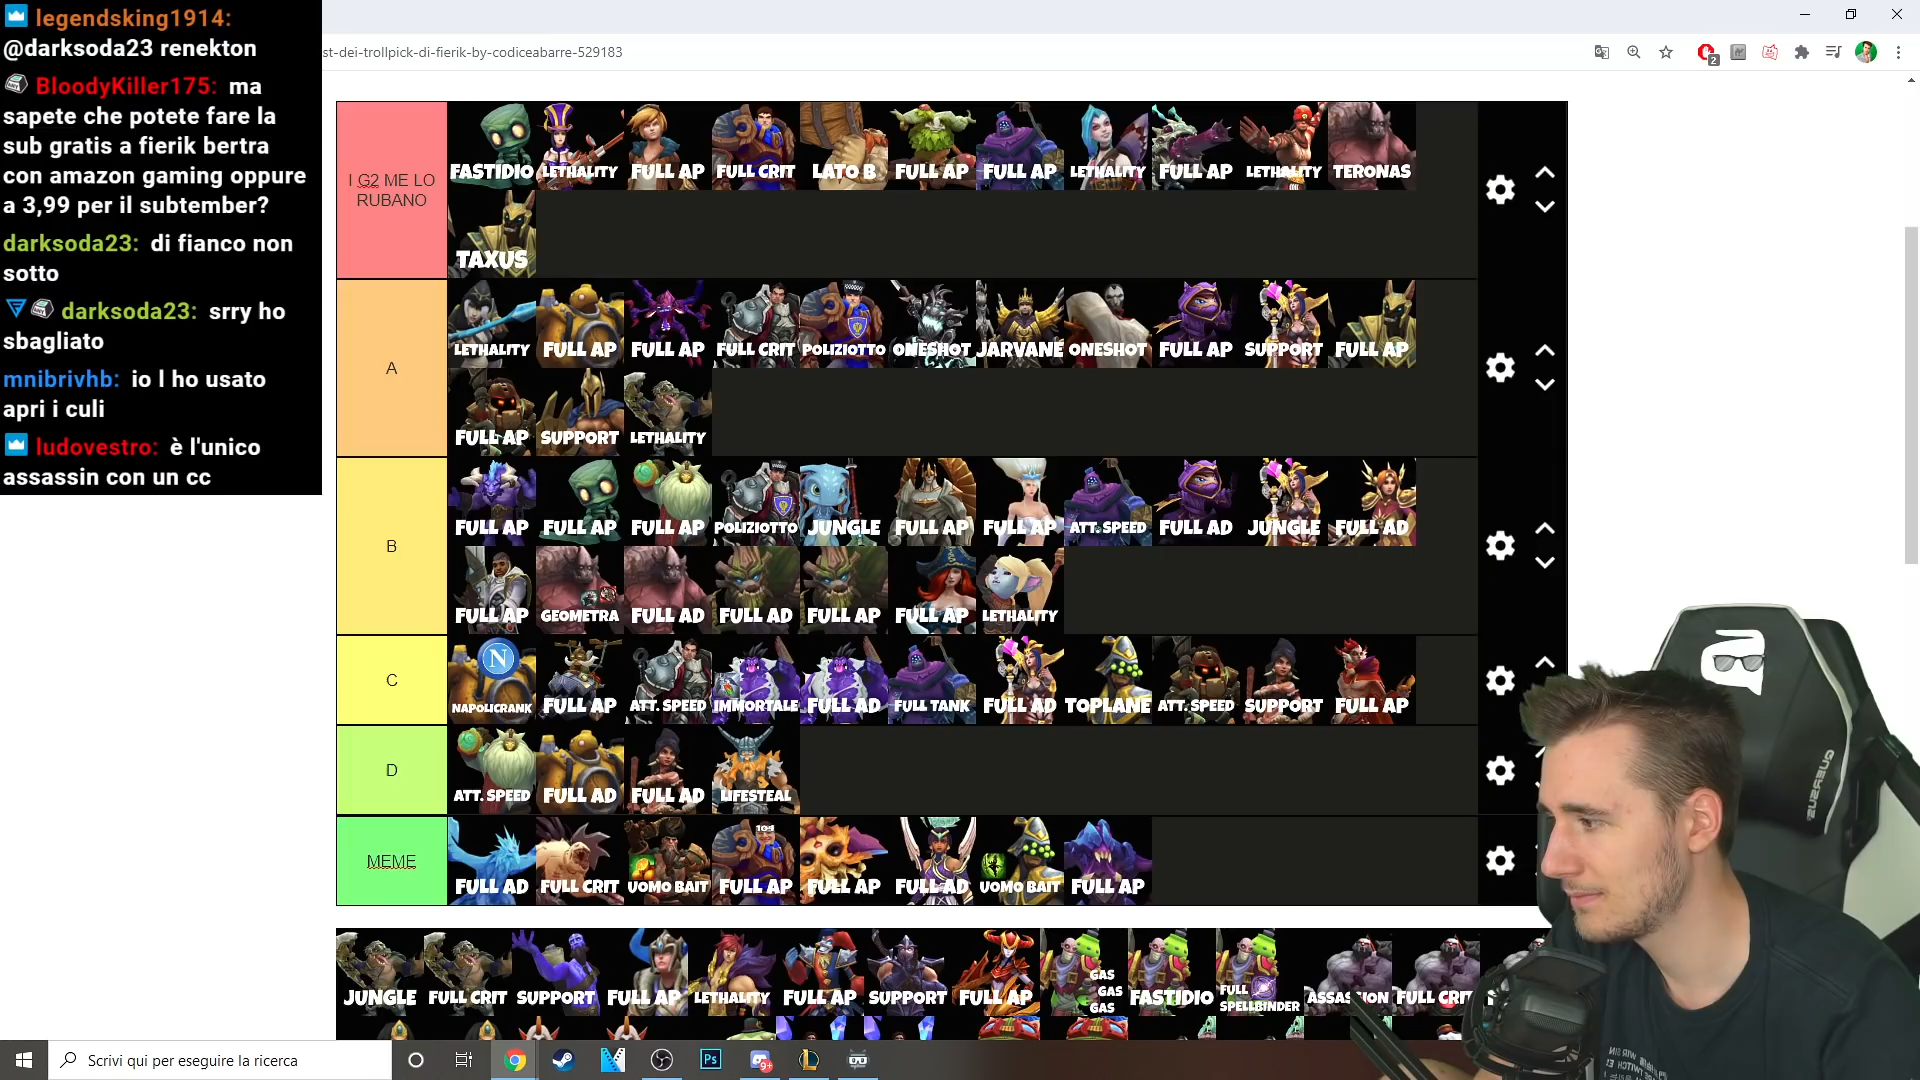 legendsking1914:
@darksoda23 renekton
BloodyKiller175: ma
sapete che potete fare la
sub gratis a fierik bertra
con amazon gaming oppure
a 3,99 per il subtember?
darksoda23: di fianco non
sotto
darksoda23: srry ho
sbagliato
mnibrivhb: io l ho usato
apri i culi
ludovestro: è l'unico
assassin con un cc
st-dei-trollpick-di-fierik-by-codiceabarre-529183
2
I G2 ME LO
RUBANO
FASTIDIO LETHALITY FULL AP FULL CRIT LATO B FULL AP FULL AP LETHALITY FULL AP LETHALITY TERONAS
TAXUS
A
LETHALITY FULL AP FULL AP FULL CRIT POLIZIOTTO ONESHOT JARVANE ONESHOT FULL AP SUPPORT FULL AP
FULL AP SUPPORT LETHALITY
B
FULL AP FULL AP FULL AP POLIZIOTTO JUNGLE FULL AP FULL AP ATT. SPEED FULL AD JUNGLE FULL AD
FULL AP GEOMETRA FULL AD FULL AD FULL AP FULL AP LETHALITY
C
N
NAPOLICRANK FULL AP ATT. SPEED IMMORTALE FULL AD FULL TANK FULL AD TOPLANE ATT. SPEED SUPPORT FULL AP
D
ATT. SPEED FULL AD FULL AD LIFESTEAL
MEME
104
FULL AD FULL CRIT UOMO BAIT FULL AP FULL AP FULL AD UOMO BAIT FULL AP
JUNGLE FULL CRIT SUPPORT FULL AP LETHALITY FULL AP SUPPORT FULL AP
GAS
GAS
GAS
FASTIDIO
FULL
SPELLBINDER
ASSASSINON FULL CRIT
QUERSUS
Scrivi qui per eseguire la ricerca
Ps
9+